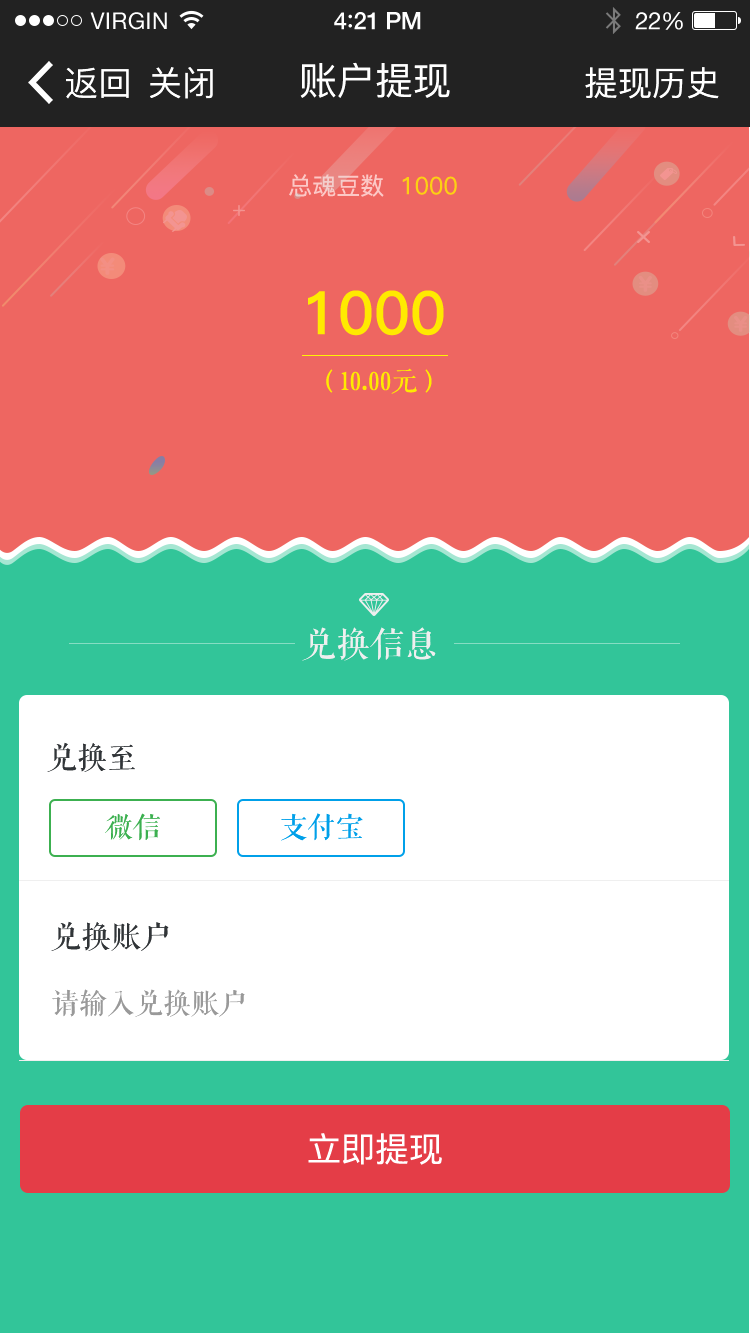 VIRGIN 4:21 PM 22%
返回 关闭 账户提现 提现历史
总魂豆数 1000
1000
（10.00元）
兑换信息
兑换至
微信 支付宝
兑换账户
请输入兑换账户
立即提现